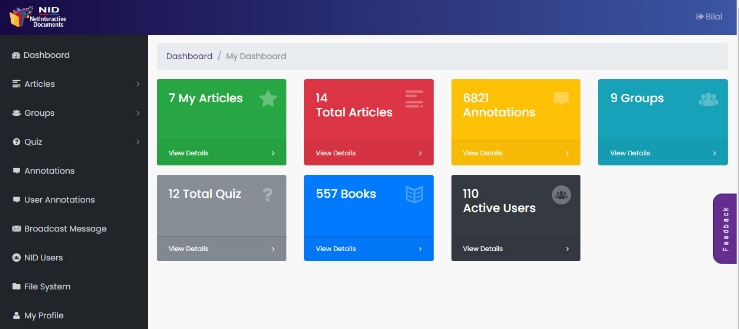 NID
NetInteractive
Documents
Bilal
Dashboard
Articles
Groups
Quiz
Annotations
User Annotations
Broadcast Message
NID Users
File System
My Profile
Dashboard / My Dashboard
7 My Articles
View Details
14
Total Articles
View Details
6821
Annotations
View Details
9 Groups
View Details
12 Total Quiz
View Details
557 Books
View Details
110
Active Users
View Details
Feedback